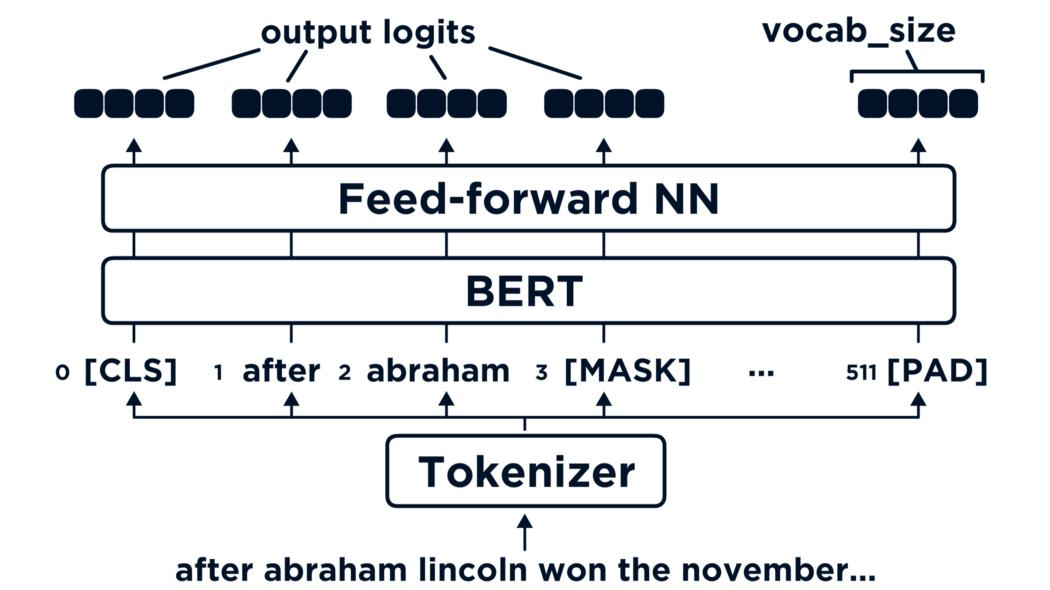 output logits
vocab_size
Feed-forward NN
BERT
0 [CLS] 1 after 2 abraham 3 [MASK] ... 511 [PAD]
Tokenizer
after abraham lincoln won the november...